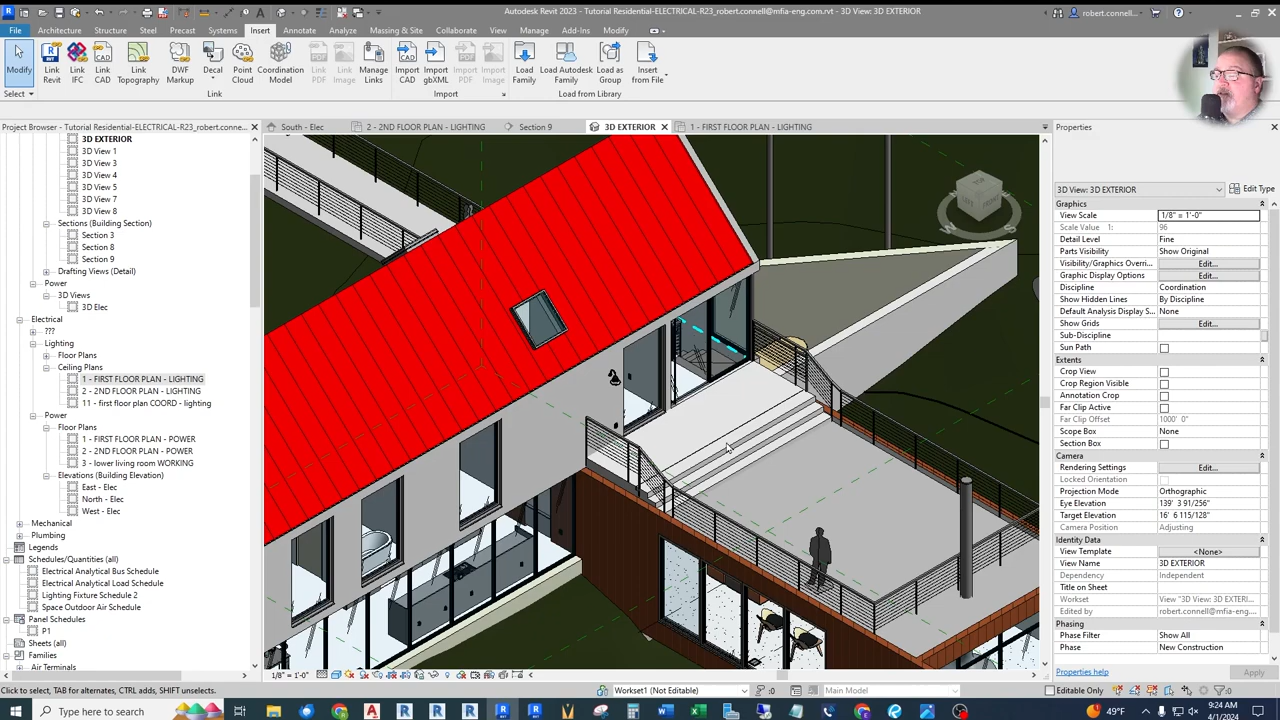 Autodesk Revit 2023 - Tutorial Residential-ELECTRICAL-R23_robert.connell@mfia-eng.com.rvt - 3D View: 3D EXTERIOR
robert.connell...
File Architecture Structure Steel Precast Systems Insert Annotate Analyze Massing & Site Collaborate View Manage Add-Ins Modify
Modify
Link Revit
Link IFC
Link CAD
Link Topography
DWF Markup
Decal
Point Cloud
Coordination Model
Link PDF
Link Image
Manage Links
Import CAD
Import gbXML
Import PDF
Import Image
Load Family
Load Autodesk Family
Load as Group
Insert from File
Select
Link
Import
Load from Library
Project Browser - Tutorial Residential-ELECTRICAL-R23_robert.conne...
South - Elec
2 - 2ND FLOOR PLAN - LIGHTING
Section 9
3D EXTERIOR
1 - FIRST FLOOR PLAN - LIGHTING
Properties
3D EXTERIOR
3D View 1
3D View 3
3D View 4
3D View 5
3D View 7
3D View 8
Sections (Building Section)
Section 3
Section 8
Section 9
Drafting Views (Detail)
Power
3D Views
3D Elec
Electrical
???
Lighting
Floor Plans
Ceiling Plans
1 - FIRST FLOOR PLAN - LIGHTING
2 - 2ND FLOOR PLAN - LIGHTING
11 - first floor plan COORD - lighting
Power
Floor Plans
1 - FIRST FLOOR PLAN - POWER
2 - 2ND FLOOR PLAN - POWER
3 - lower living room WORKING
Elevations (Building Elevation)
East - Elec
North - Elec
West - Elec
Mechanical
Plumbing
Legends
Schedules/Quantities (all)
Electrical Analytical Bus Schedule
Electrical Analytical Load Schedule
Lighting Fixture Schedule 2
Space Outdoor Air Schedule
Panel Schedules
P1
Sheets (all)
Families
Air Terminals
TOP
LEFT
FRONT
W
S
3D View: 3D EXTERIOR
Edit Type
Graphics
View Scale 1/8" = 1'-0"
Scale Value 1: 96
Detail Level Fine
Parts Visibility Show Original
Visibility/Graphics Overri... Edit...
Graphic Display Options Edit...
Discipline Coordination
Show Hidden Lines By Discipline
Default Analysis Display S... None
Show Grids Edit...
Sub-Discipline
Sun Path
Extents
Crop View
Crop Region Visible
Annotation Crop
Far Clip Active
Far Clip Offset 1000' 0"
Scope Box None
Section Box
Camera
Rendering Settings Edit...
Locked Orientation
Projection Mode Orthographic
Eye Elevation 139' 3 91/256"
Target Elevation 16' 6 115/128"
Camera Position Adjusting
Identity Data
View Template <None>
View Name 3D EXTERIOR
Dependency Independent
Title on Sheet
Workset View "3D View: 3D EXTERI...
Edited by robert.connell@mfia-eng...
Phasing
Phase Filter Show All
Phase New Construction
Properties help
Apply
1/8" = 1'-0"
Click to select, TAB for alternates, CTRL adds, SHIFT unselects.
Workset1 (Not Editable)
:0
Main Model
Editable Only
:0
Type here to search
49°F
9:24 AM
4/1/2024